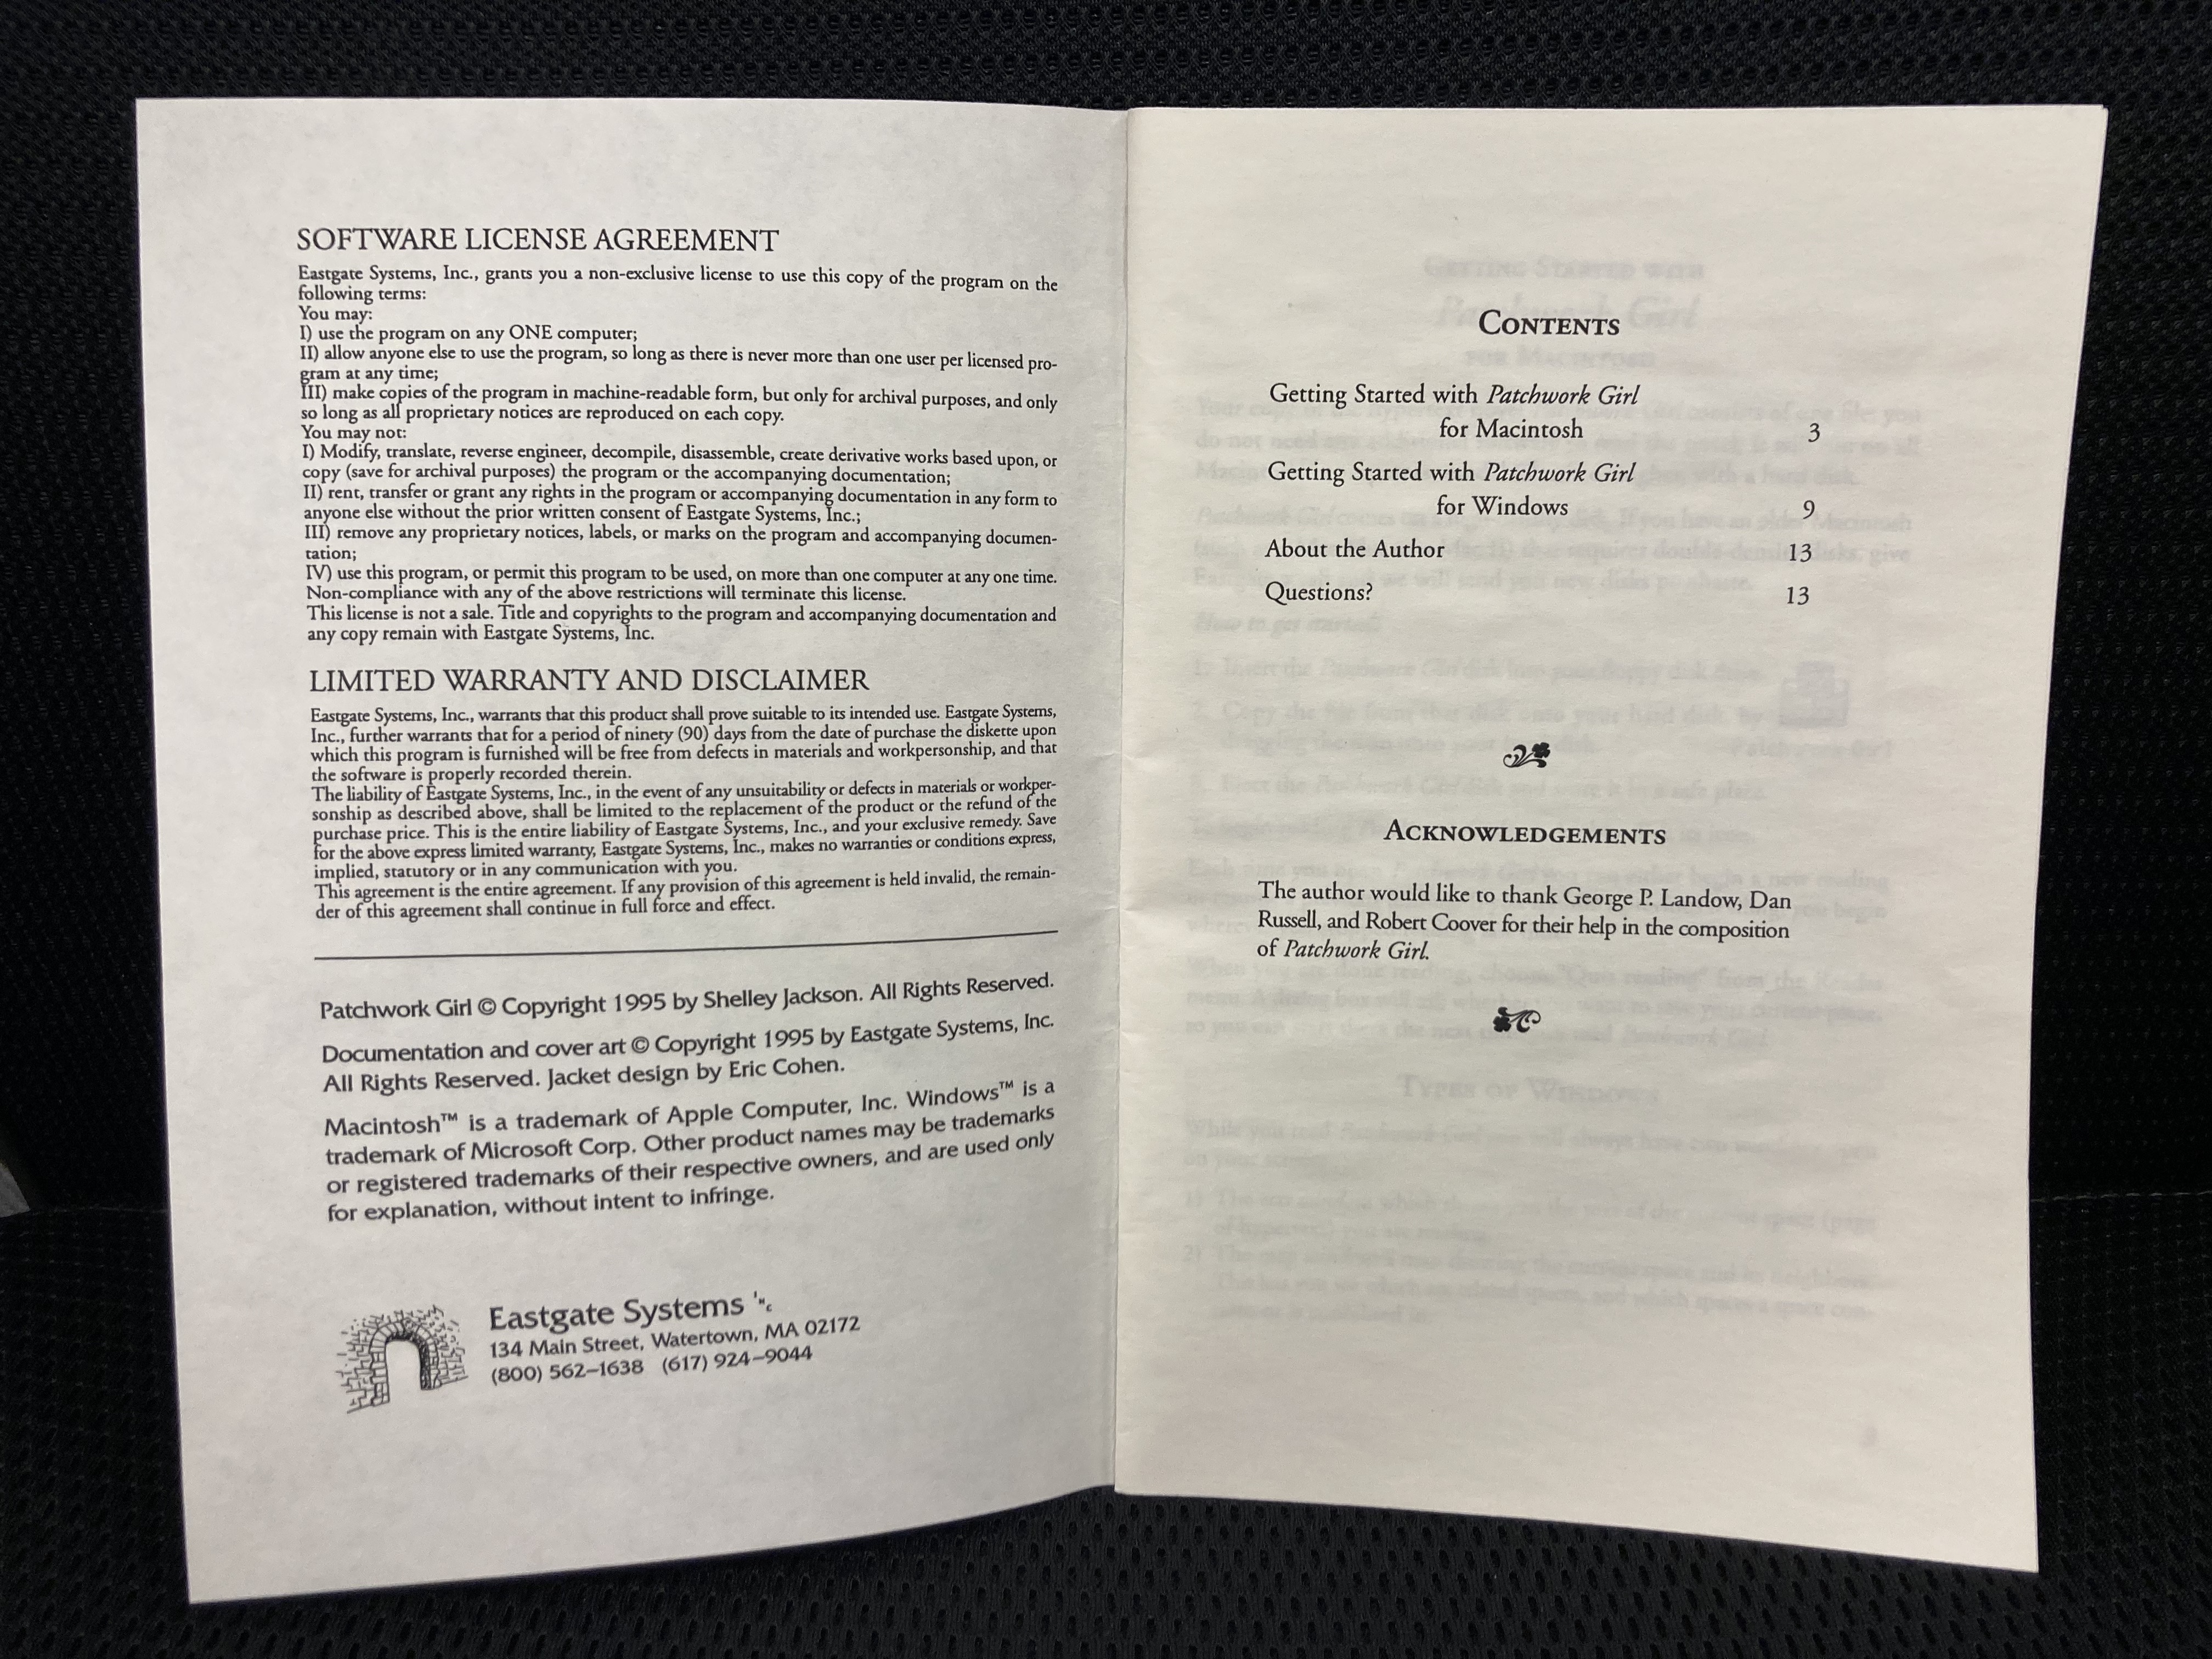 SOFTWARE LICENSE AGREEMENT
Eastgate Systems, Inc., grants you a non-exclusive license to use this copy of the program on the
following terms:
You may:
I) use the program on any ONE computer;
II) allow anyone else to use the program, so long as there is never more than one user per licensed pro-
gram at any time;
III) make copies of the program in machine-readable form, but only for archival purposes, and only
so long as all proprietary notices are reproduced on each copy.
You may not:
I) Modify, translate, reverse engineer, decompile, disassemble, create derivative works based upon, or
copy (save for archival purposes) the program or the accompanying documentation;
II) rent, transfer or grant any rights in the program or accompanying documentation in any form to
anyone else without the prior written consent of Eastgate Systems, Inc.;
III) remove any proprietary notices, labels, or marks on the program and accompanying documen-
tation;
IV) use this program, or permit this program to be used, on more than one computer at any one time.
Non-compliance with any of the above restrictions will terminate this license.
This license is not a sale. Title and copyrights to the program and accompanying documentation and
any copy remain with Eastgate Systems, Inc.
LIMITED WARRANTY AND DISCLAIMER
Eastgate Systems, Inc., warrants that this product shall prove suitable to its intended use. Eastgate Systems,
Inc., further warrants that for a period of ninety (90) days from the date of purchase the diskette upon
which this program is furnished will be free from defects in materials and workpersonship, and that
the software is properly recorded therein.
The liability of Eastgate Systems, Inc., in the event of any unsuitability or defects in materials or workper-
sonship as described above, shall be limited to the replacement of the product or the refund of the
purchase price. This is the entire liability of Eastgate Systems, Inc., and your exclusive remedy. Save
for the above express limited warranty, Eastgate Systems, Inc., makes no warranties or conditions express,
implied, statutory or in any communication with you.
This agreement is the entire agreement. If any provision of this agreement is held invalid, the remain-
der of this agreement shall continue in full force and effect.
Patchwork Girl © Copyright 1995 by Shelley Jackson. All Rights Reserved.
Documentation and cover art © Copyright 1995 by Eastgate Systems, Inc.
All Rights Reserved. Jacket design by Eric Cohen.
Macintosh™ is a trademark of Apple Computer, Inc. Windows™ is a
trademark of Microsoft Corp. Other product names may be trademarks
or registered trademarks of their respective owners, and are used only
for explanation, without intent to infringe.
Eastgate Systems Inc
134 Main Street, Watertown, MA 02172
(800) 562–1638 (617) 924–9044
CONTENTS
Getting Started with Patchwork Girl
for Macintosh 3
Getting Started with Patchwork Girl
for Windows 9
About the Author 13
Questions? 13
ACKNOWLEDGEMENTS
The author would like to thank George P. Landow, Dan
Russell, and Robert Coover for their help in the composition
of Patchwork Girl.